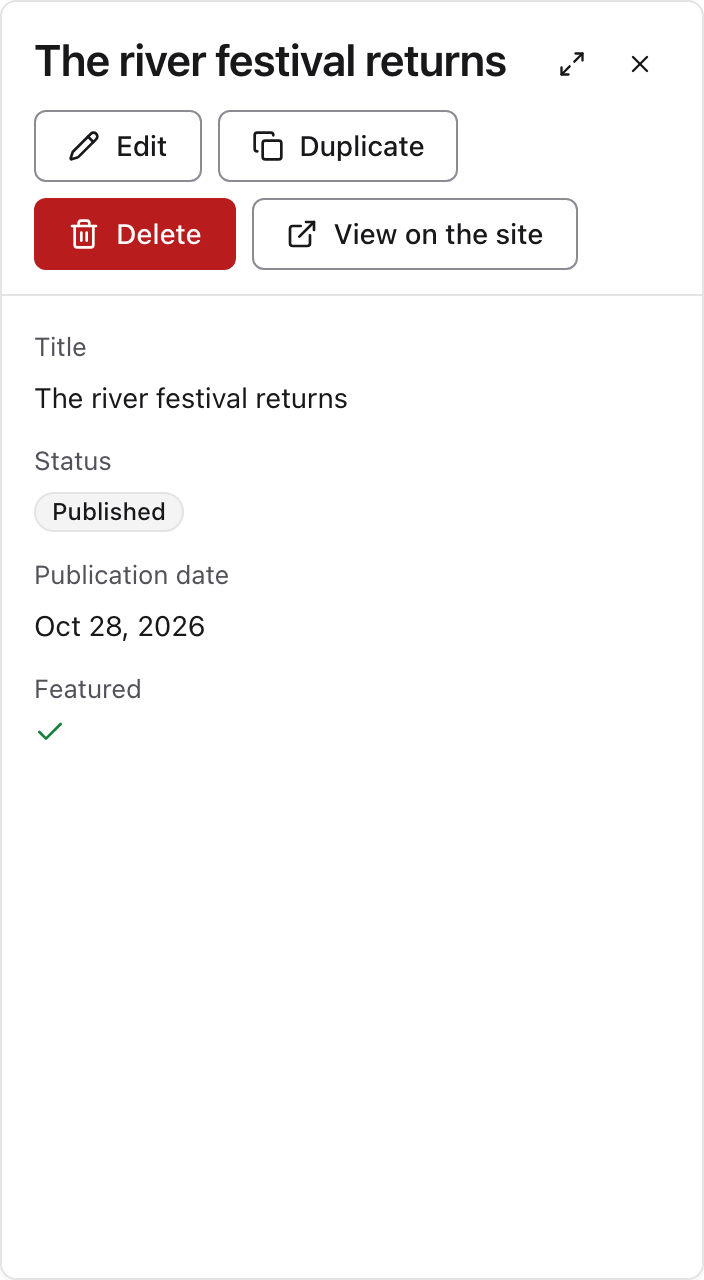 The river festival returns
Edit
Duplicate
Delete
View on the site
Title
The river festival returns
Status
Published
Publication date
Oct 28, 2026
Featured